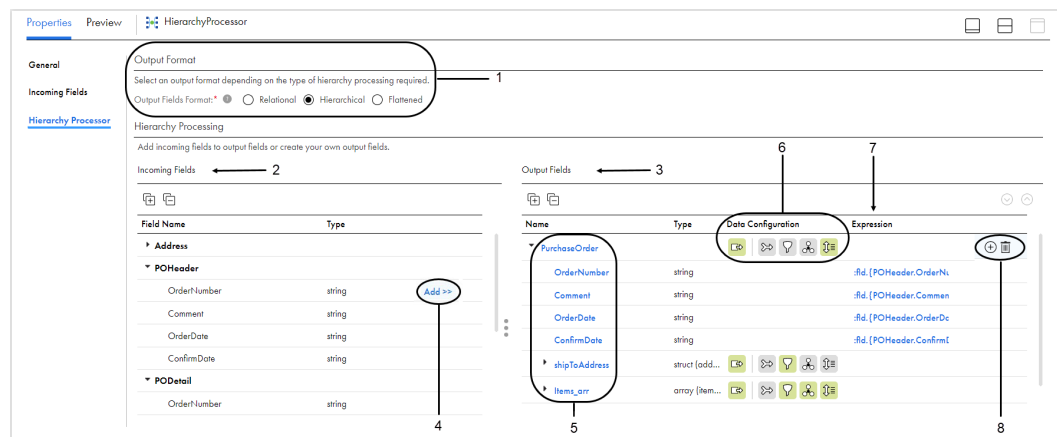 Properties Preview HierarchyProcessor
General
Incoming Fields
Hierarchy Processor
Output Format
Select an output format depending on the type of hierarchy processing required.
1
Output Fields Format:* Relational Hierarchical Flattened
Hierarchy Processing
Add incoming fields to output fields or create your own output fields.
6 7
Incoming Fields 2
Output Fields 3
Field Name Type
Name Type Data Configuration Expression
Address
PurchaseOrder
POHeader
OrderNumber string :fld.{POHeader.OrderNu
OrderNumber string Add >>
Comment string :fld.{POHeader.Commen
Comment string
OrderDate string :fld.{POHeader.OrderDc
OrderDate string
ConfirmDate string :fld.{POHeader.ConfirmD
ConfirmDate string
shipToAddress struct (add...
PODetail
Items_arr array (item...
OrderNumber string
4 5 8